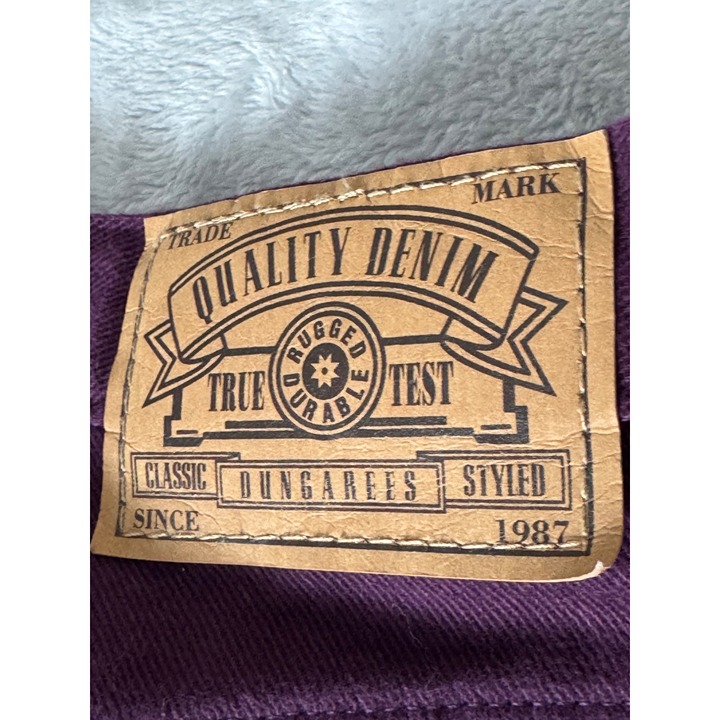 TRADE MARK
QUALITY DENIM
RUGGED
TRUE TEST
DURABLE
CLASSIC DUNGAREES STYLED
SINCE 1987